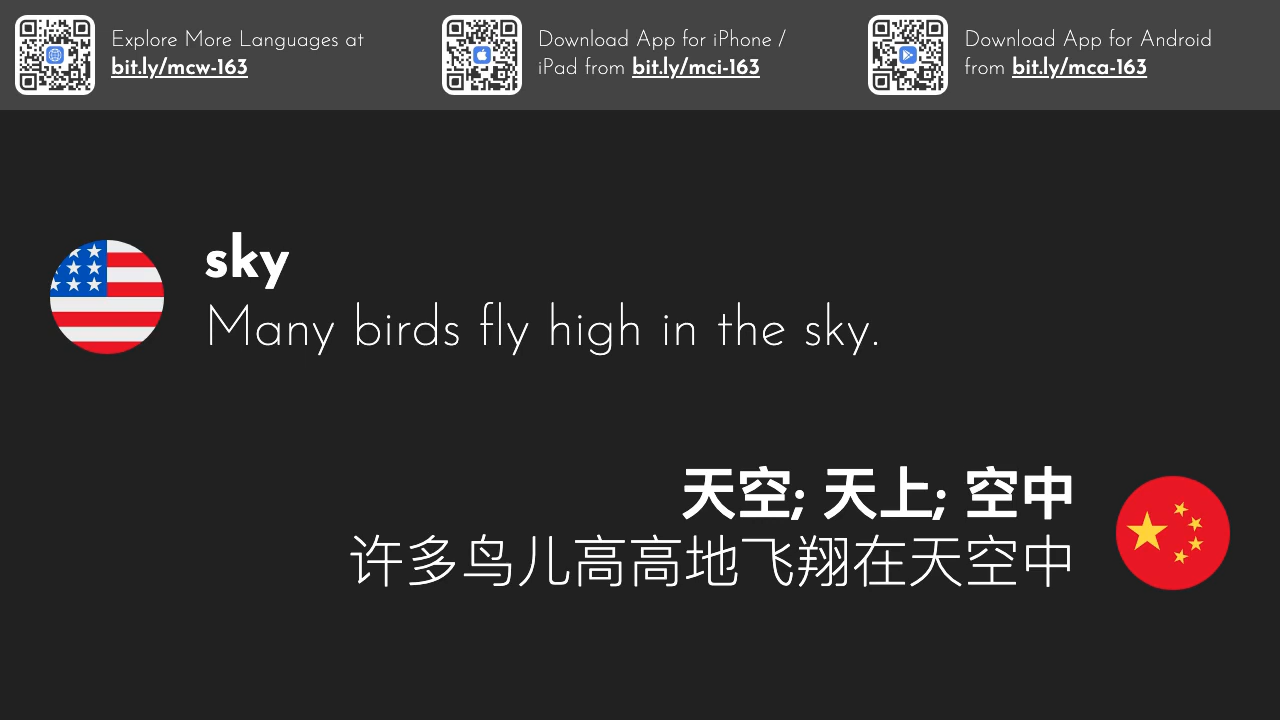 Explore More Languages at
bit.ly/mcw-163
Download App for iPhone /
iPad from bit.ly/mci-163
Download App for Android
from bit.ly/mca-163
sky
Many birds fly high in the sky.
天空; 天上; 空中
许多鸟儿高高地飞翔在天空中